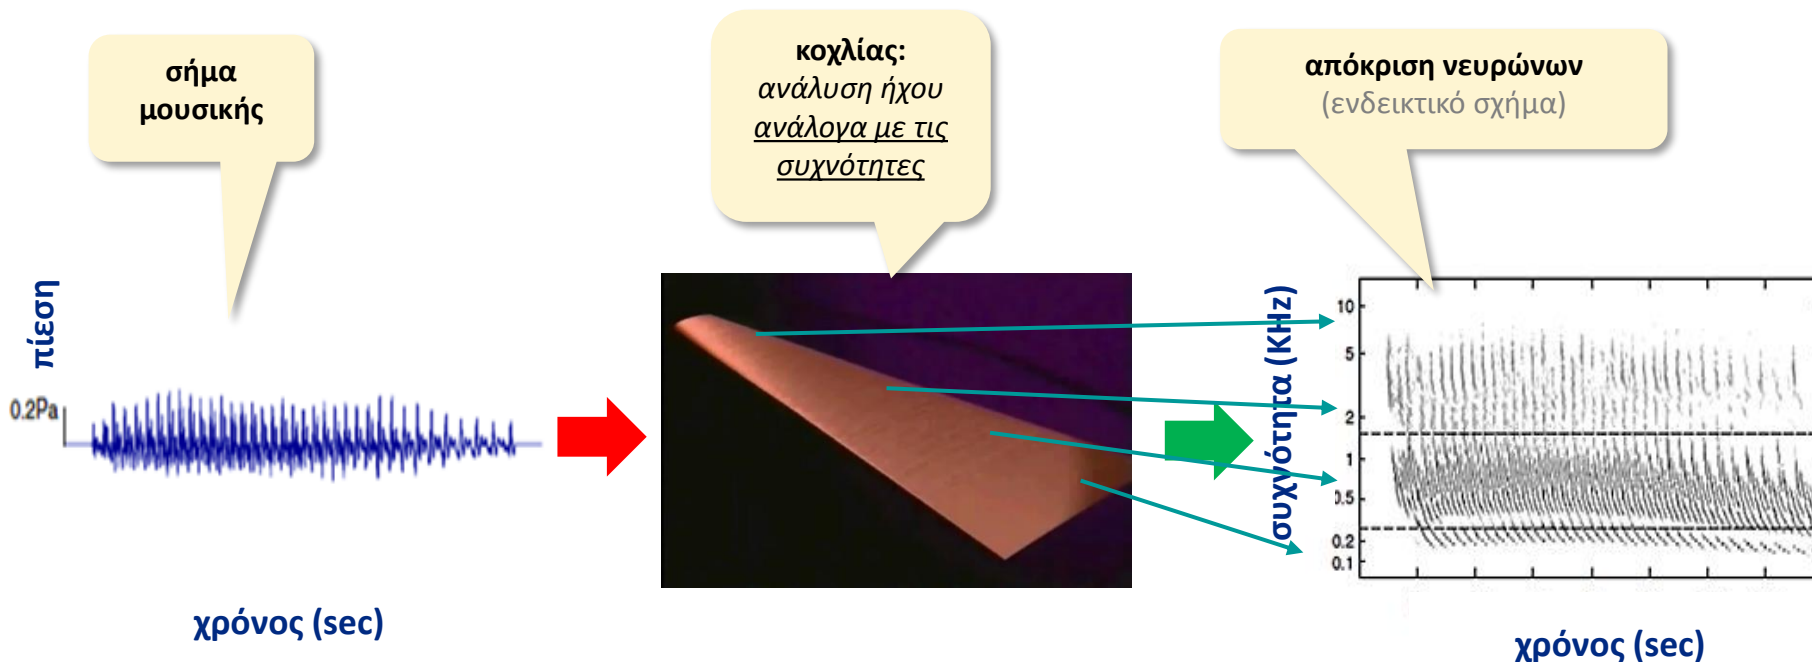 σήμα
μουσικής
κοχλίας:
ανάλυση ήχου
ανάλογα με τις
συχνότητες
απόκριση νευρώνων
(ενδεικτικό σχήμα)
πίεση
0.2Pa
χρόνος (sec)
συχνότητα (KHz)
10
5
2
1
0.5
0.2
0.1
χρόνος (sec)